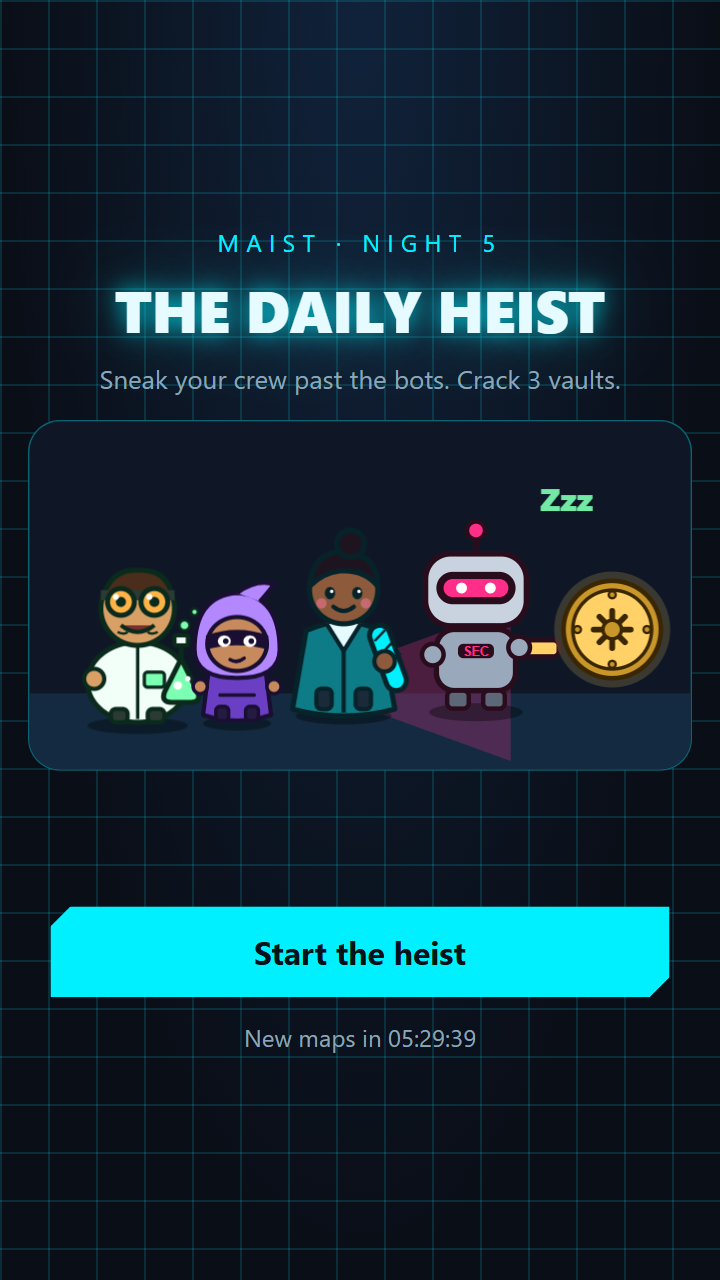 MAIST · NIGHT 5
THE DAILY HEIST
Sneak your crew past the bots. Crack 3 vaults.
Zzz
SEC
Start the heist
New maps in 05:29:39